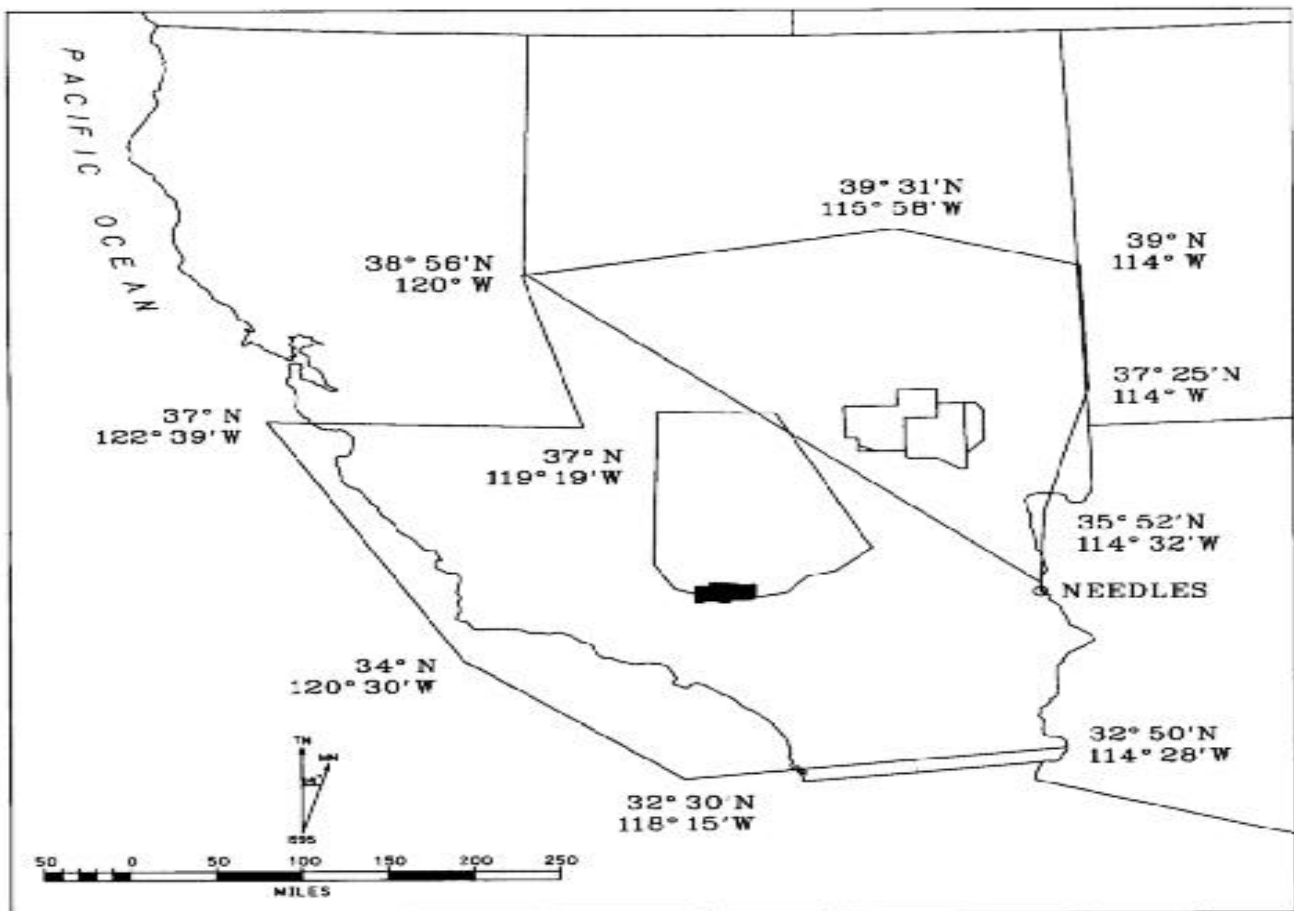 PACIFIC OCEAN
39° 31'N
115° 58'W
39° N
114° W
38° 56'N
120° W
37° 25'N
114° W
37° N
122° 39'W
37° N
119° 19'W
35° 52'N
114° 32'W
NEEDLES
34° N
120° 30'W
32° 50'N
114° 28'W
TN
MN
32° 30'N
118° 15'W
50 0 50 100 150 200 250
MILES